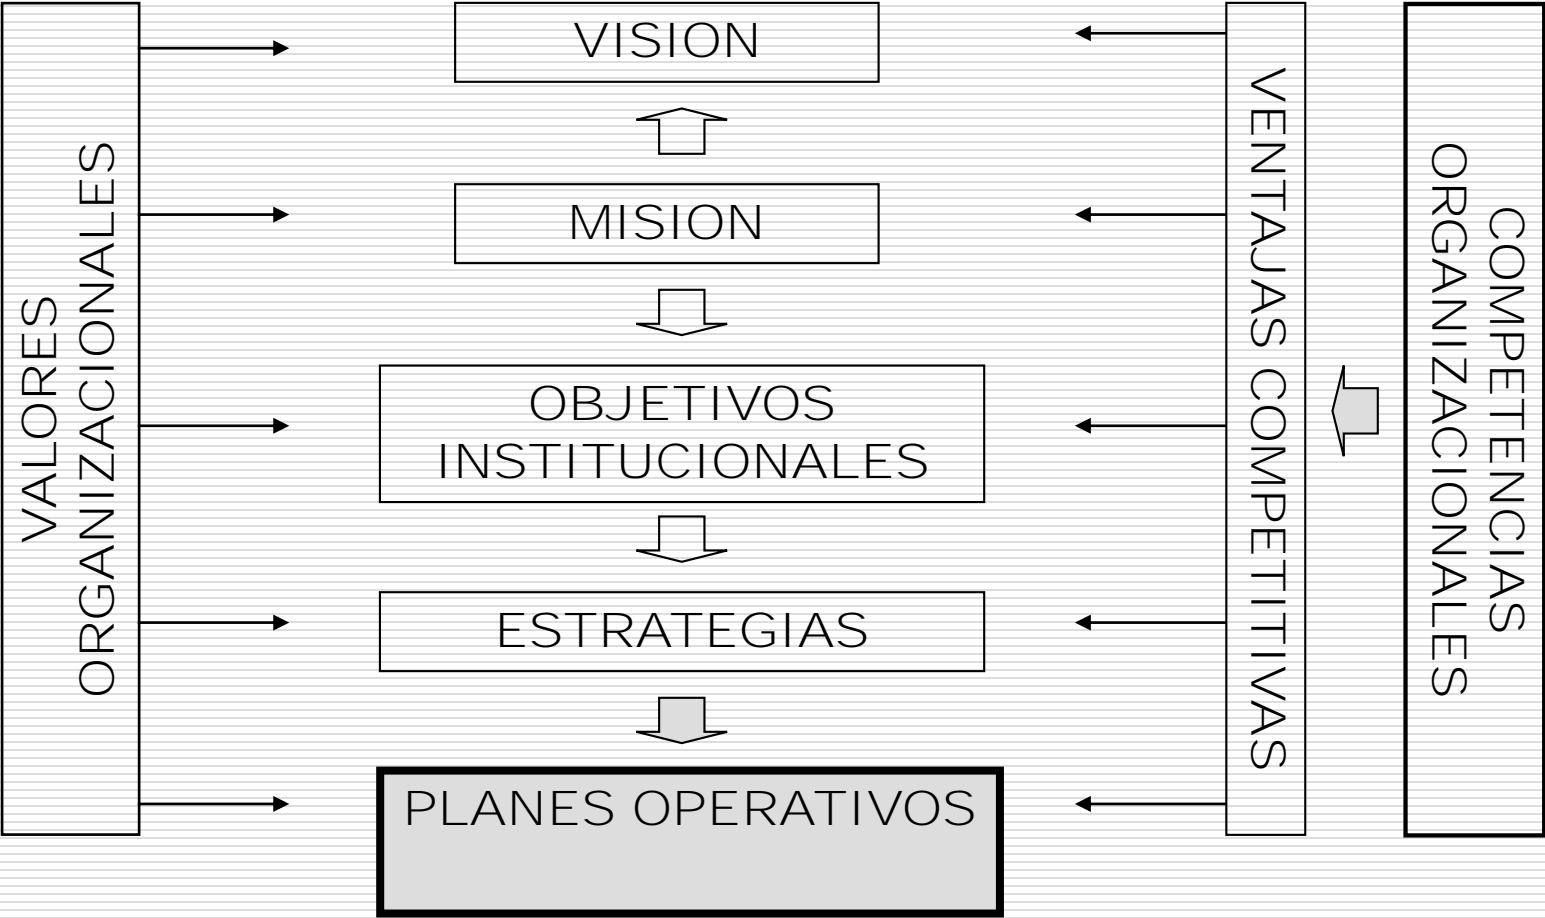 VALORES
ORGANIZACIONALES
VISION
MISION
OBJETIVOS
INSTITUCIONALES
ESTRATEGIAS
PLANES OPERATIVOS
VENTAJAS COMPETITIVAS
COMPETENCIAS
ORGANIZACIONALES